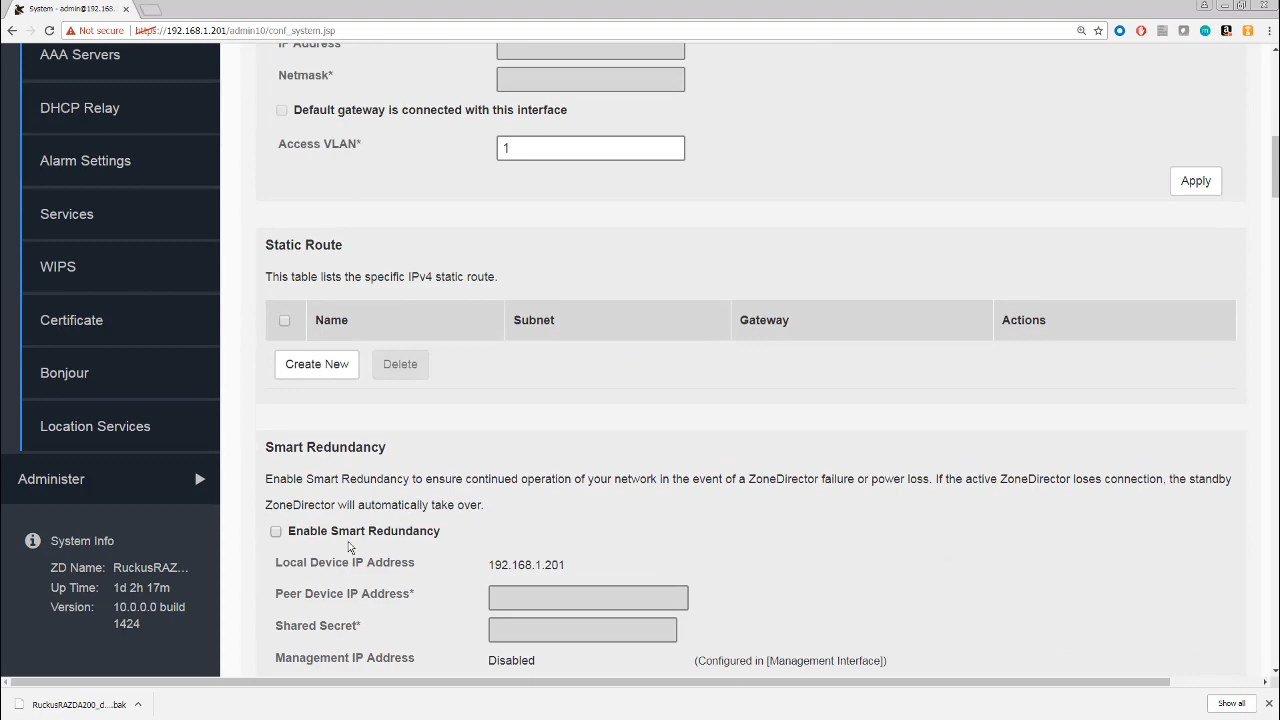 System - admin@192.168.
Not secure https://192.168.1.201/admin10/conf_system.jsp
AAA Servers
DHCP Relay
Alarm Settings
Services
WIPS
Certificate
Bonjour
Location Services
Administer
System Info
ZD Name: RuckusRAZ...
Up Time: 1d 2h 17m
Version: 10.0.0.0 build
1424
IP Address
Netmask*
Default gateway is connected with this interface
Access VLAN* 1
Apply
Static Route
This table lists the specific IPv4 static route.
Name Subnet Gateway Actions
Create New Delete
Smart Redundancy
Enable Smart Redundancy to ensure continued operation of your network in the event of a ZoneDirector failure or power loss. If the active ZoneDirector loses connection, the standby
ZoneDirector will automatically take over.
Enable Smart Redundancy
Local Device IP Address 192.168.1.201
Peer Device IP Address*
Shared Secret*
Management IP Address Disabled (Configured in [Management Interface])
RuckusRAZDA200_d....bak
Show all